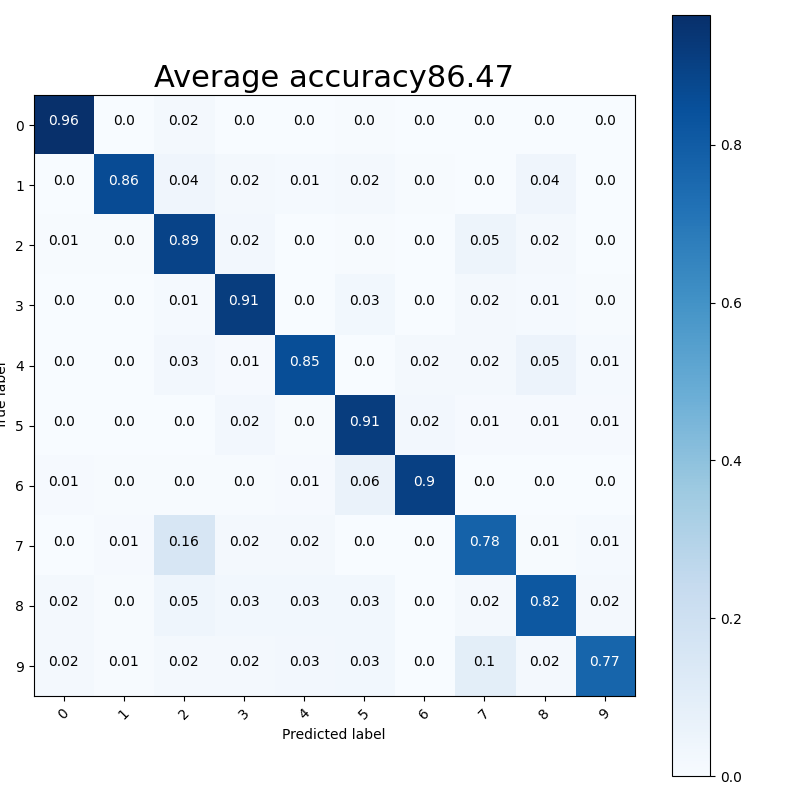 Average accuracy86.47
0 0.96 0.0 0.02 0.0 0.0 0.0 0.0 0.0 0.0 0.0
1 0.0 0.86 0.04 0.02 0.01 0.02 0.0 0.0 0.04 0.0
2 0.01 0.0 0.89 0.02 0.0 0.0 0.0 0.05 0.02 0.0
3 0.0 0.0 0.01 0.91 0.0 0.03 0.0 0.02 0.01 0.0
4 0.0 0.0 0.03 0.01 0.85 0.0 0.02 0.02 0.05 0.01
5 0.0 0.0 0.0 0.02 0.0 0.91 0.02 0.01 0.01 0.01
6 0.01 0.0 0.0 0.0 0.01 0.06 0.9 0.0 0.0 0.0
7 0.0 0.01 0.16 0.02 0.02 0.0 0.0 0.78 0.01 0.01
8 0.02 0.0 0.05 0.03 0.03 0.03 0.0 0.02 0.82 0.02
9 0.02 0.01 0.02 0.02 0.03 0.03 0.0 0.1 0.02 0.77
0 1 2 3 4 5 6 7 8 9
Predicted label
0.8
0.6
0.4
0.2
0.0